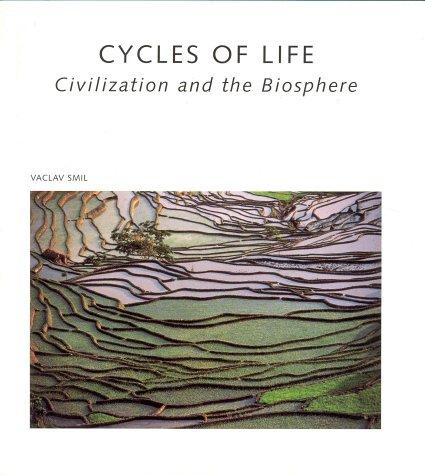 CYCLES OF LIFE
Civilization and the Biosphere
VACLAV SMIL